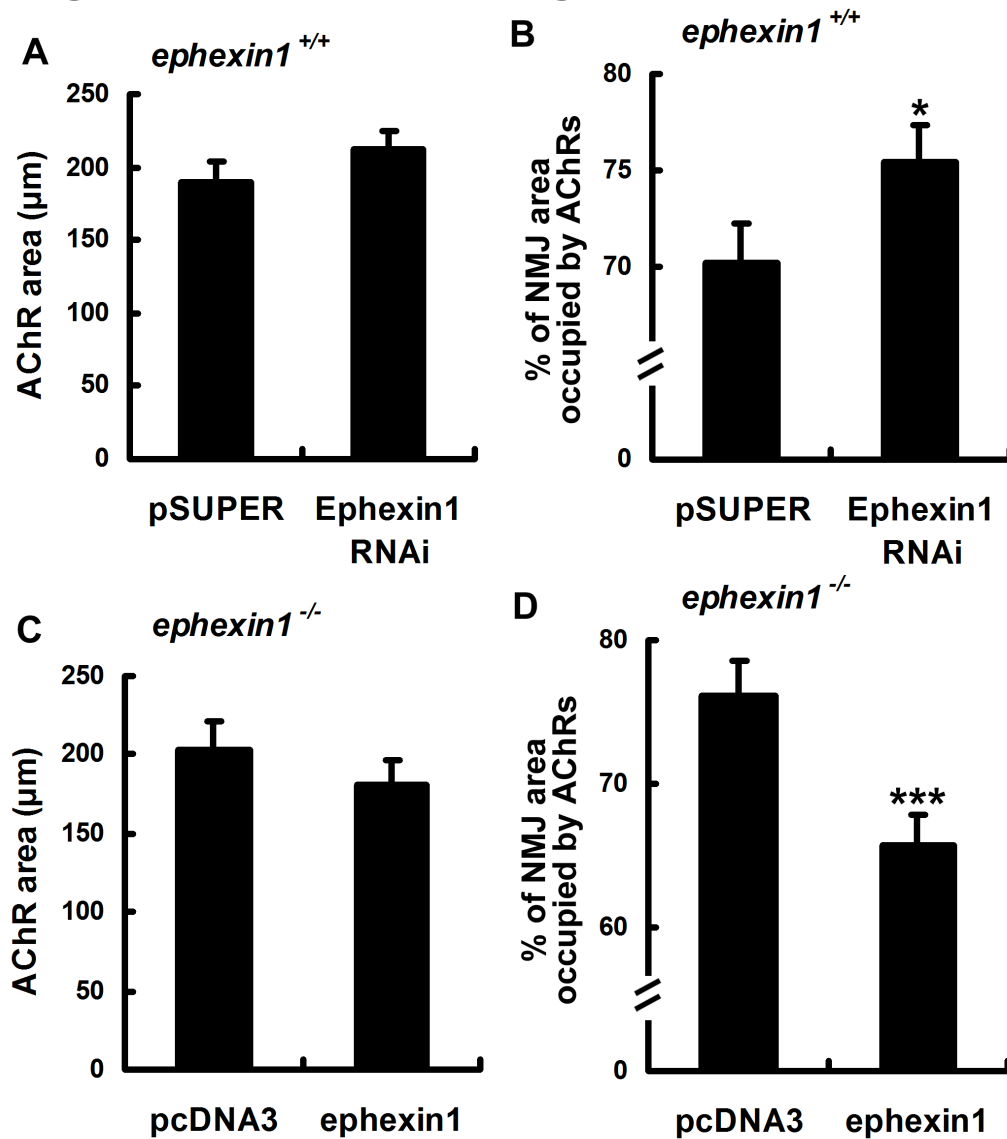 A
ephexin1 +/+
AChR area (µm)
250
200
150
100
50
0
pSUPER
Ephexin1
RNAi
B
ephexin1 +/+
% of NMJ area
occupied by AChRs
80
75
70
0
*
pSUPER
Ephexin1
RNAi
C
ephexin1 -/-
AChR area (µm)
250
200
150
100
50
0
pcDNA3
ephexin1
D
ephexin1 -/-
% of NMJ area
occupied by AChRs
80
70
60
0
***
pcDNA3
ephexin1